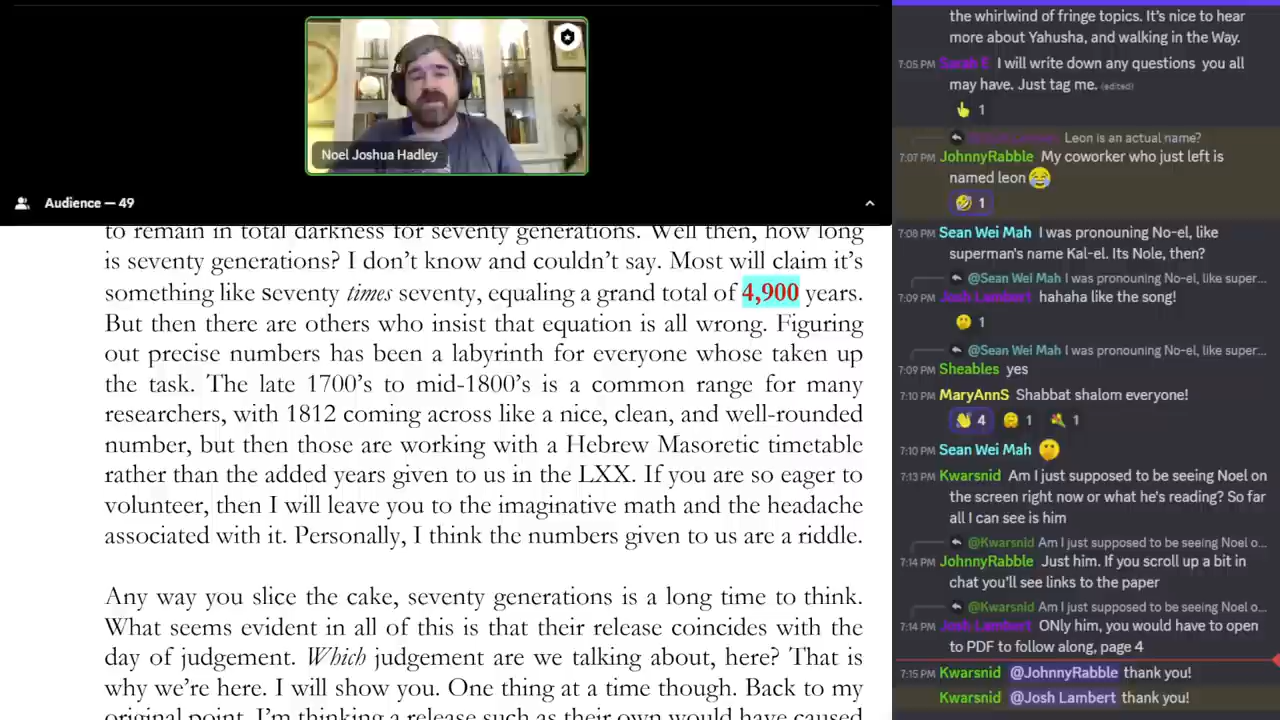 Noel Joshua Hadley
Audience — 49
to remain in total darkness for seventy generations. Well then, how long
is seventy generations? I don't know and couldn't say. Most will claim it's
something like seventy times seventy, equaling a grand total of 4,900 years.
But then there are others who insist that equation is all wrong. Figuring
out precise numbers has been a labyrinth for everyone whose taken up
the task. The late 1700's to mid-1800's is a common range for many
researchers, with 1812 coming across like a nice, clean, and well-rounded
number, but then those are working with a Hebrew Masoretic timetable
rather than the added years given to us in the LXX. If you are so eager to
volunteer, then I will leave you to the imaginative math and the headache
associated with it. Personally, I think the numbers given to us are a riddle.
Any way you slice the cake, seventy generations is a long time to think.
What seems evident in all of this is that their release coincides with the
day of judgement. Which judgement are we talking about, here? That is
why we're here. I will show you. One thing at a time though. Back to my
original point, I'm thinking a release such as their own would have caused
the whirlwind of fringe topics. It's nice to hear
more about Yahusha, and walking in the Way.
7:05 PM Sarah E I will write down any questions you all
may have. Just tag me. (edited)
1
Leon is an actual name?
7:07 PM JohnnyRabble My coworker who just left is
named leon
1
7:08 PM Sean Wei Mah I was pronouning No-el, like
superman's name Kal-el. Its Nole, then?
@Sean Wei Mah I was pronouning No-el, like super...
7:09 PM Josh Lambert hahaha like the song!
1
@Sean Wei Mah I was pronouning No-el, like super...
7:09 PM Sheables yes
7:10 PM MaryAnnS Shabbat shalom everyone!
4 1 1
7:10 PM Sean Wei Mah
7:13 PM Kwarsnid Am I just supposed to be seeing Noel on
the screen right now or what he's reading? So far
all I can see is him
@Kwarsnid Am I just supposed to be seeing Noel o...
7:14 PM JohnnyRabble Just him. If you scroll up a bit in
chat you'll see links to the paper
@Kwarsnid Am I just supposed to be seeing Noel o...
7:14 PM Josh Lambert ONly him, you would have to open
to PDF to follow along, page 4
7:15 PM Kwarsnid @JohnnyRabble thank you!
Kwarsnid @Josh Lambert thank you!